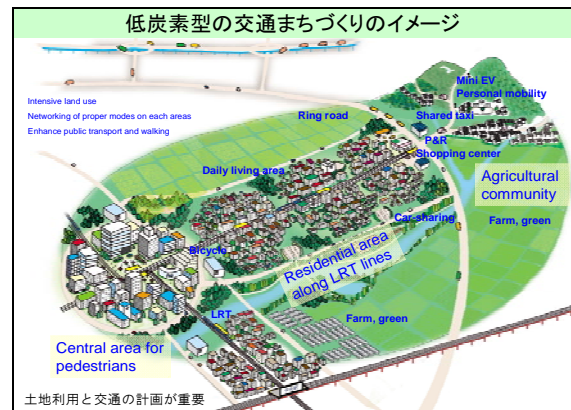 低炭素型の交通まちづくりのイメージ
Intensive land use
Networking of proper modes on each areas
Enhance public transport and walking
Mini EV
Personal mobility
Ring road
Shared taxi
P&R
Shopping center
Daily living area
Agricultural
community
Car-sharing
Farm, green
Bicycle
Residential area
along LRT lines
LRT
Farm, green
Central area for
pedestrians
土地利用と交通の計画が重要